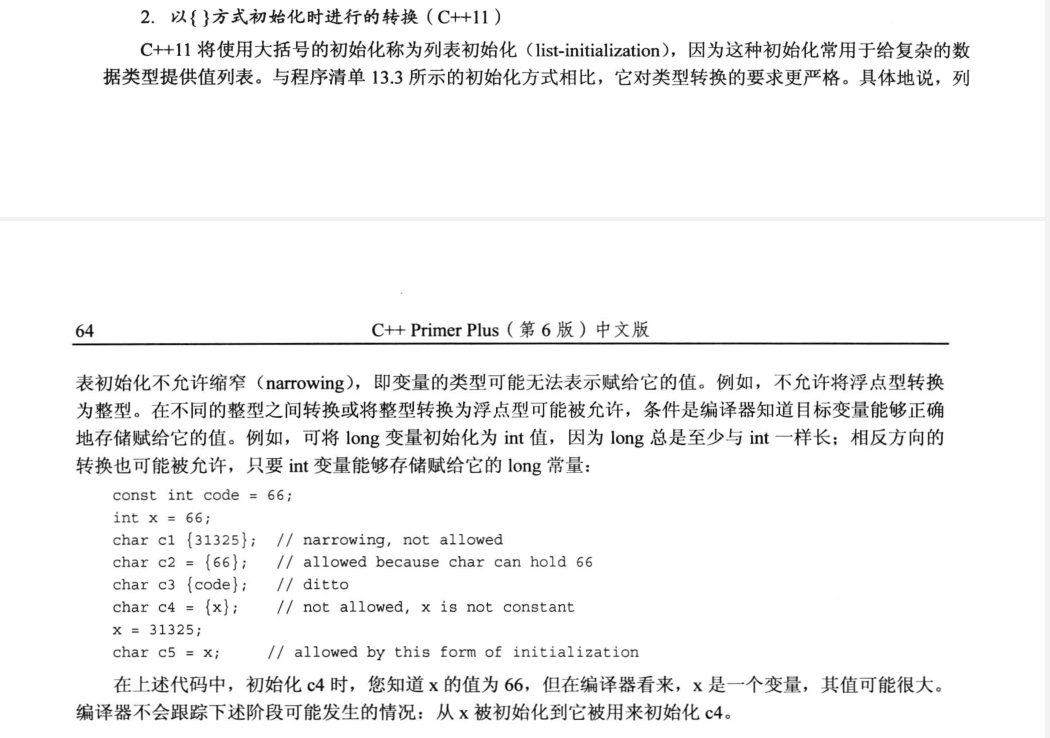 2. 以{ }方式初始化时进行的转换（C++11）
C++11 将使用大括号的初始化称为列表初始化（list-initialization），因为这种初始化常用于给复杂的数
据类型提供值列表。与程序清单 13.3 所示的初始化方式相比，它对类型转换的要求更严格。具体地说，列
64 C++ Primer Plus（第 6 版）中文版
表初始化不允许缩窄（narrowing），即变量的类型可能无法表示赋给它的值。例如，不允许将浮点型转换
为整型。在不同的整型之间转换或将整型转换为浮点型可能被允许，条件是编译器知道目标变量能够正确
地存储赋给它的值。例如，可将 long 变量初始化为 int 值，因为 long 总是至少与 int 一样长；相反方向的
转换也可能被允许，只要 int 变量能够存储赋给它的 long 常量：
const int code = 66;
int x = 66;
char c1 {31325}; // narrowing, not allowed
char c2 = {66}; // allowed because char can hold 66
char c3 {code}; // ditto
char c4 = {x}; // not allowed, x is not constant
x = 31325;
char c5 = x; // allowed by this form of initialization
在上述代码中，初始化 c4 时，您知道 x 的值为 66，但在编译器看来，x 是一个变量，其值可能很大。
编译器不会跟踪下述阶段可能发生的情况：从 x 被初始化到它被用来初始化 c4。